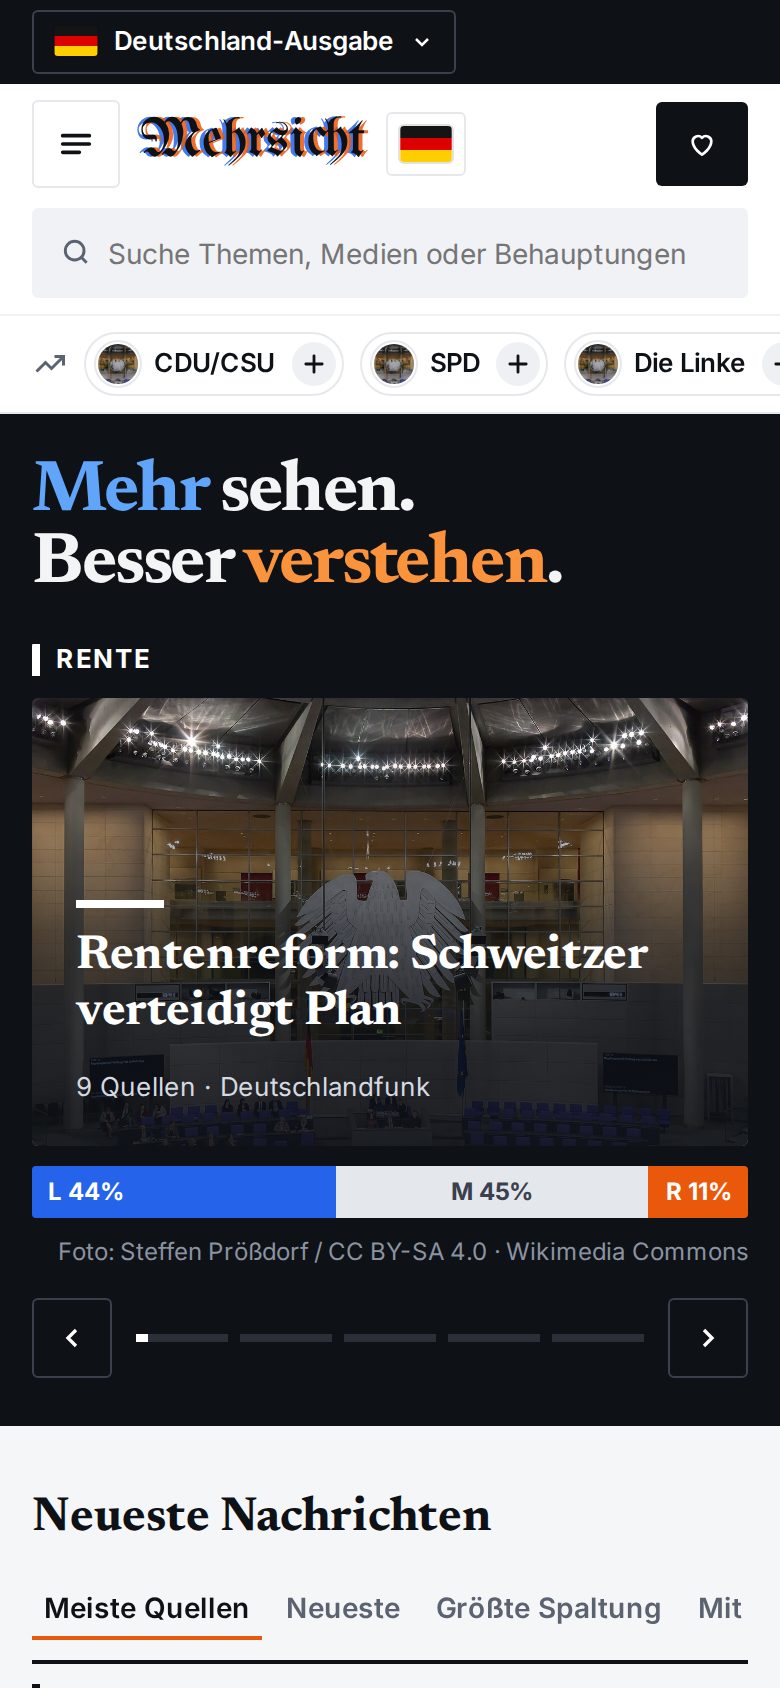 Deutschland-Ausgabe
Mehrsicht
Suche Themen, Medien oder Behauptungen
CDU/CSU
SPD
Die Linke
Mehr sehen.
Besser verstehen.
RENTE
Rentenreform: Schweitzer
verteidigt Plan
9 Quellen · Deutschlandfunk
L 44%
M 45%
R 11%
Foto: Steffen Prößdorf / CC BY-SA 4.0 · Wikimedia Commons
Neueste Nachrichten
Meiste Quellen
Neueste
Größte Spaltung
Mit